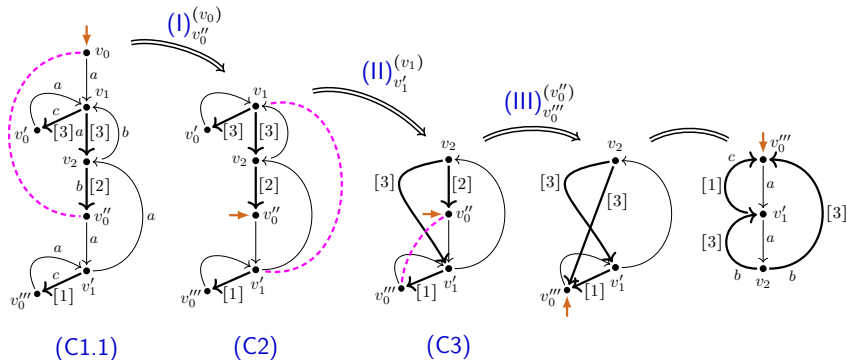 (I)^{(v_0)}_{v_0''} (II)^{(v_1)}_{v_1'} (III)^{(v_0'')}_{v_0'''}
v_0 a a v_1 c v_0' [3] a [3] b v_2 b [2] v_0'' a a a c v_0''' [1] v_1'
v_1 v_0' [3] [3] v_2 [2] v_0'' v_0''' [1] v_1'
v_2 [3] [2] v_0'' v_0''' [1] v_1'
v_2 [3] [3] v_0''' [1] v_1'
v_0''' c a [1] v_1' [3] a [3] b v_2 b
(C1.1) (C2) (C3)